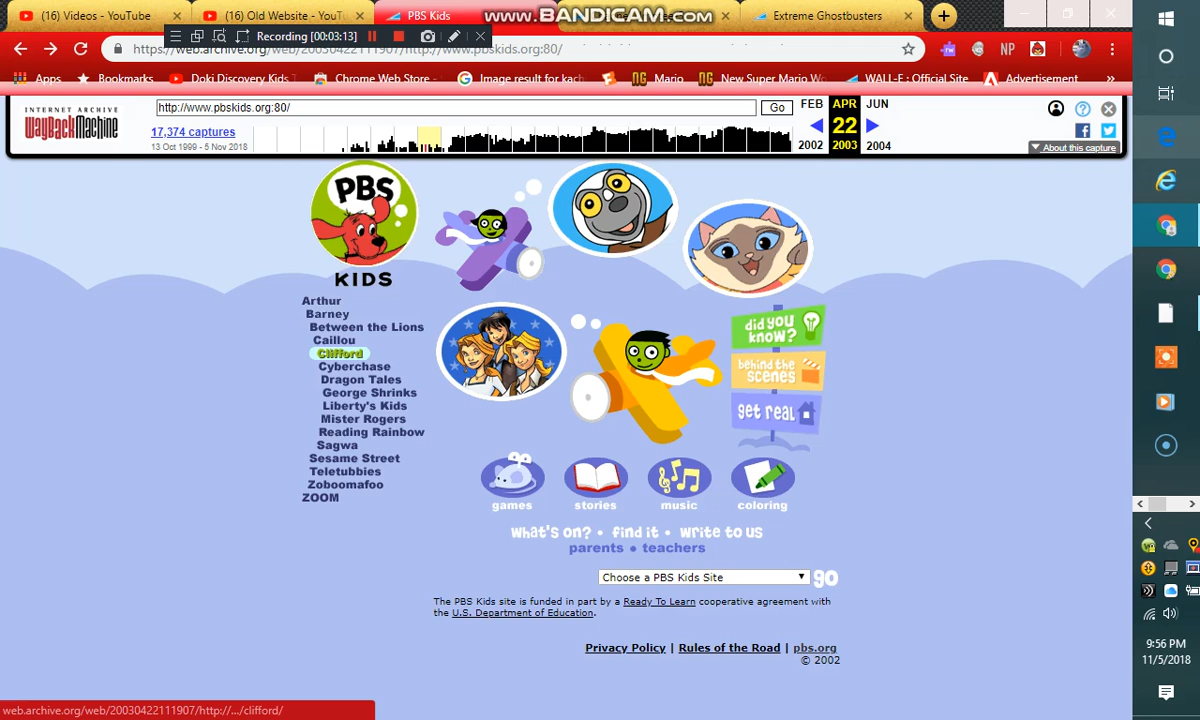 (16) Videos - YouTube
(16) Old Website - YouT
PBS Kids
www.BANDICAM.com
Extreme Ghostbusters
Recording [00:03:13]
https://web.archive.org/web/20030422111907/http://www.pbskids.org:80/
NP
Apps
Bookmarks
Doki Discovery Kids T
Chrome Web Store -
Image result for kach
NG
Mario
NG
New Super Mario Wo
WALL-E : Official Site
Advertisement
»
INTERNET ARCHIVE
WayBackMachine
http://www.pbskids.org:80/
Go
FEB
APR
JUN
17,374 captures
22
13 Oct 1999 - 5 Nov 2018
2002
2003
2004
About this capture
PBS
KIDS
Arthur
Barney
Between the Lions
Caillou
Clifford
Cyberchase
Dragon Tales
George Shrinks
Liberty's Kids
Mister Rogers
Reading Rainbow
Sagwa
Sesame Street
Teletubbies
Zoboomafoo
ZOOM
did you know?
behind the scenes
get real
games
stories
music
coloring
what's on? • find it • write to us
parents • teachers
Choose a PBS Kids Site
go
The PBS Kids site is funded in part by a Ready To Learn cooperative agreement with
the U.S. Department of Education.
Privacy Policy | Rules of the Road | pbs.org
© 2002
web.archive.org/web/20030422111907/http://.../clifford/
9:56 PM
11/5/2018